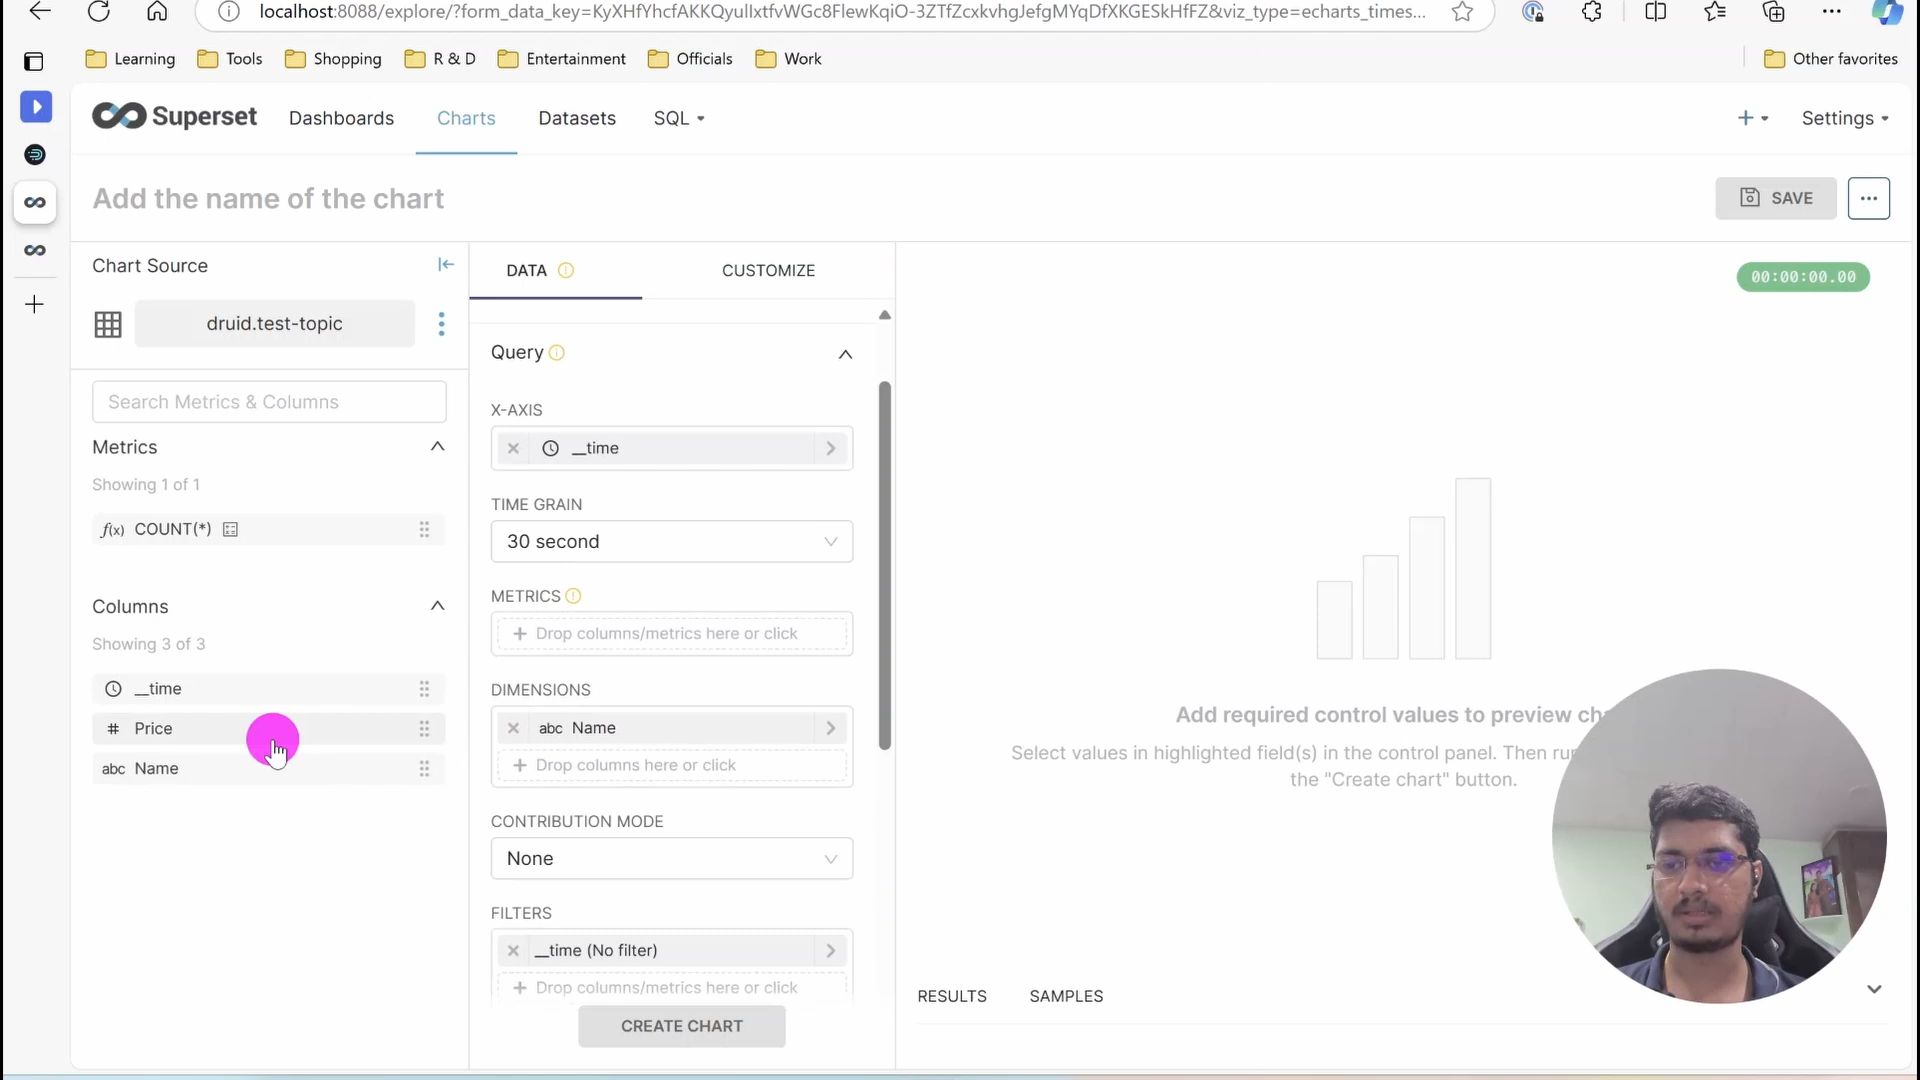 localhost:8088/explore/?form_data_key=KyXHfYhcfAKKQyullxtfvWGc8FlewKqiO-3ZTfZcxkvhgJefgMYqDfXKGESkHfFZ&viz_type=echarts_times...
Learning Tools Shopping R & D Entertainment Officials Work Other favorites
Superset Dashboards Charts Datasets SQL + Settings
Add the name of the chart
SAVE
Chart Source
druid.test-topic
Search Metrics & Columns
Metrics
Showing 1 of 1
f(x) COUNT(*)
Columns
Showing 3 of 3
__time
# Price
abc Name
DATA CUSTOMIZE
Query
X-AXIS
__time
TIME GRAIN
30 second
METRICS
+ Drop columns/metrics here or click
DIMENSIONS
abc Name
+ Drop columns here or click
CONTRIBUTION MODE
None
FILTERS
__time (No filter)
+ Drop columns/metrics here or click
CREATE CHART
00:00:00.00
Add required control values to preview
Select values in highlighted field(s) in the control panel. Then
the "Create chart" button.
RESULTS SAMPLES